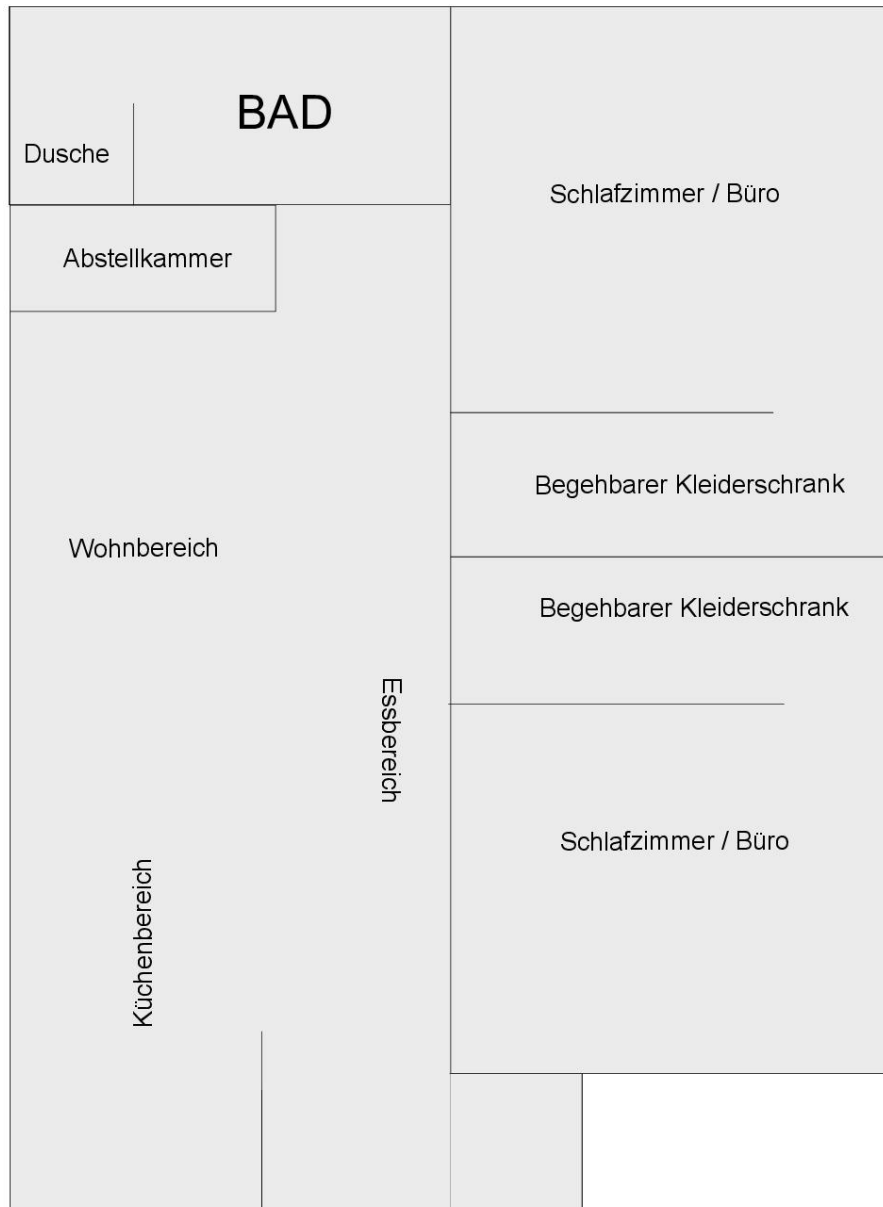 BAD
Dusche
Schlafzimmer / Büro
Abstellkammer
Begehbarer Kleiderschrank
Wohnbereich
Begehbarer Kleiderschrank
Essbereich
Schlafzimmer / Büro
Küchenbereich